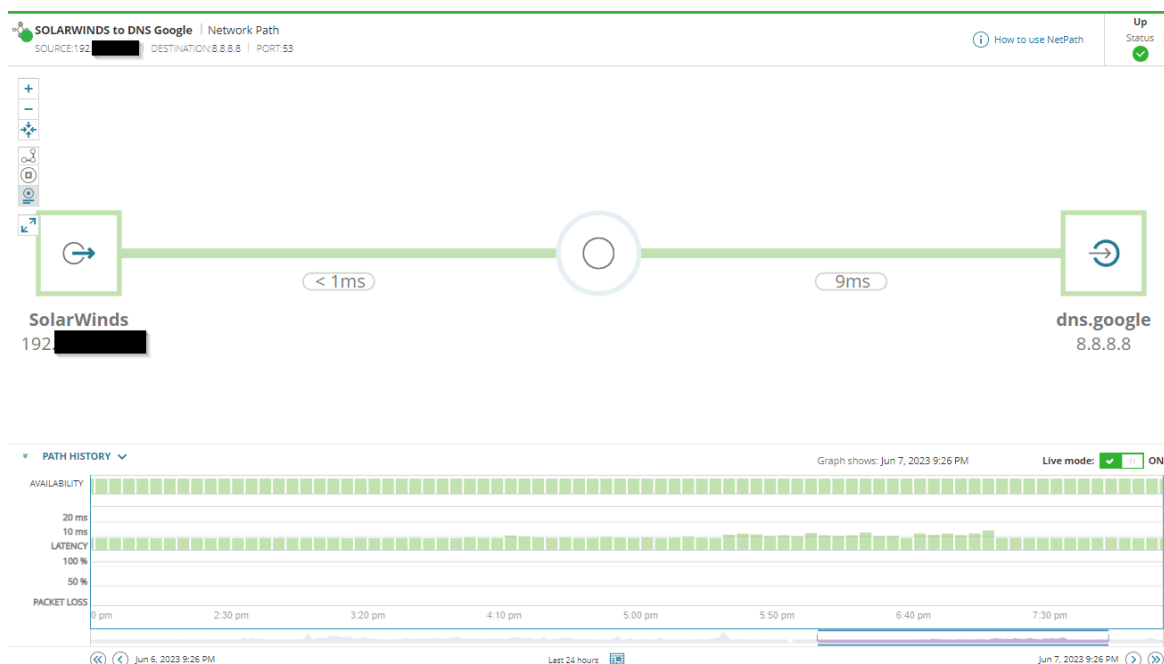 SOLARWINDS to DNS Google | Network Path
SOURCE:192. DESTINATION:8.8.8.8 | PORT:53
How to use NetPath
Up
Status
+
−
< 1ms
9ms
SolarWinds
192.
dns.google
8.8.8.8
PATH HISTORY
Graph shows: Jun 7, 2023 9:26 PM
Live mode: ON
AVAILABILITY
20 ms
10 ms
LATENCY
100 %
50 %
PACKET LOSS
0 pm 2:30 pm 3:20 pm 4:10 pm 5:00 pm 5:50 pm 6:40 pm 7:30 pm
Jun 6, 2023 9:26 PM Last 24 hours Jun 7, 2023 9:26 PM